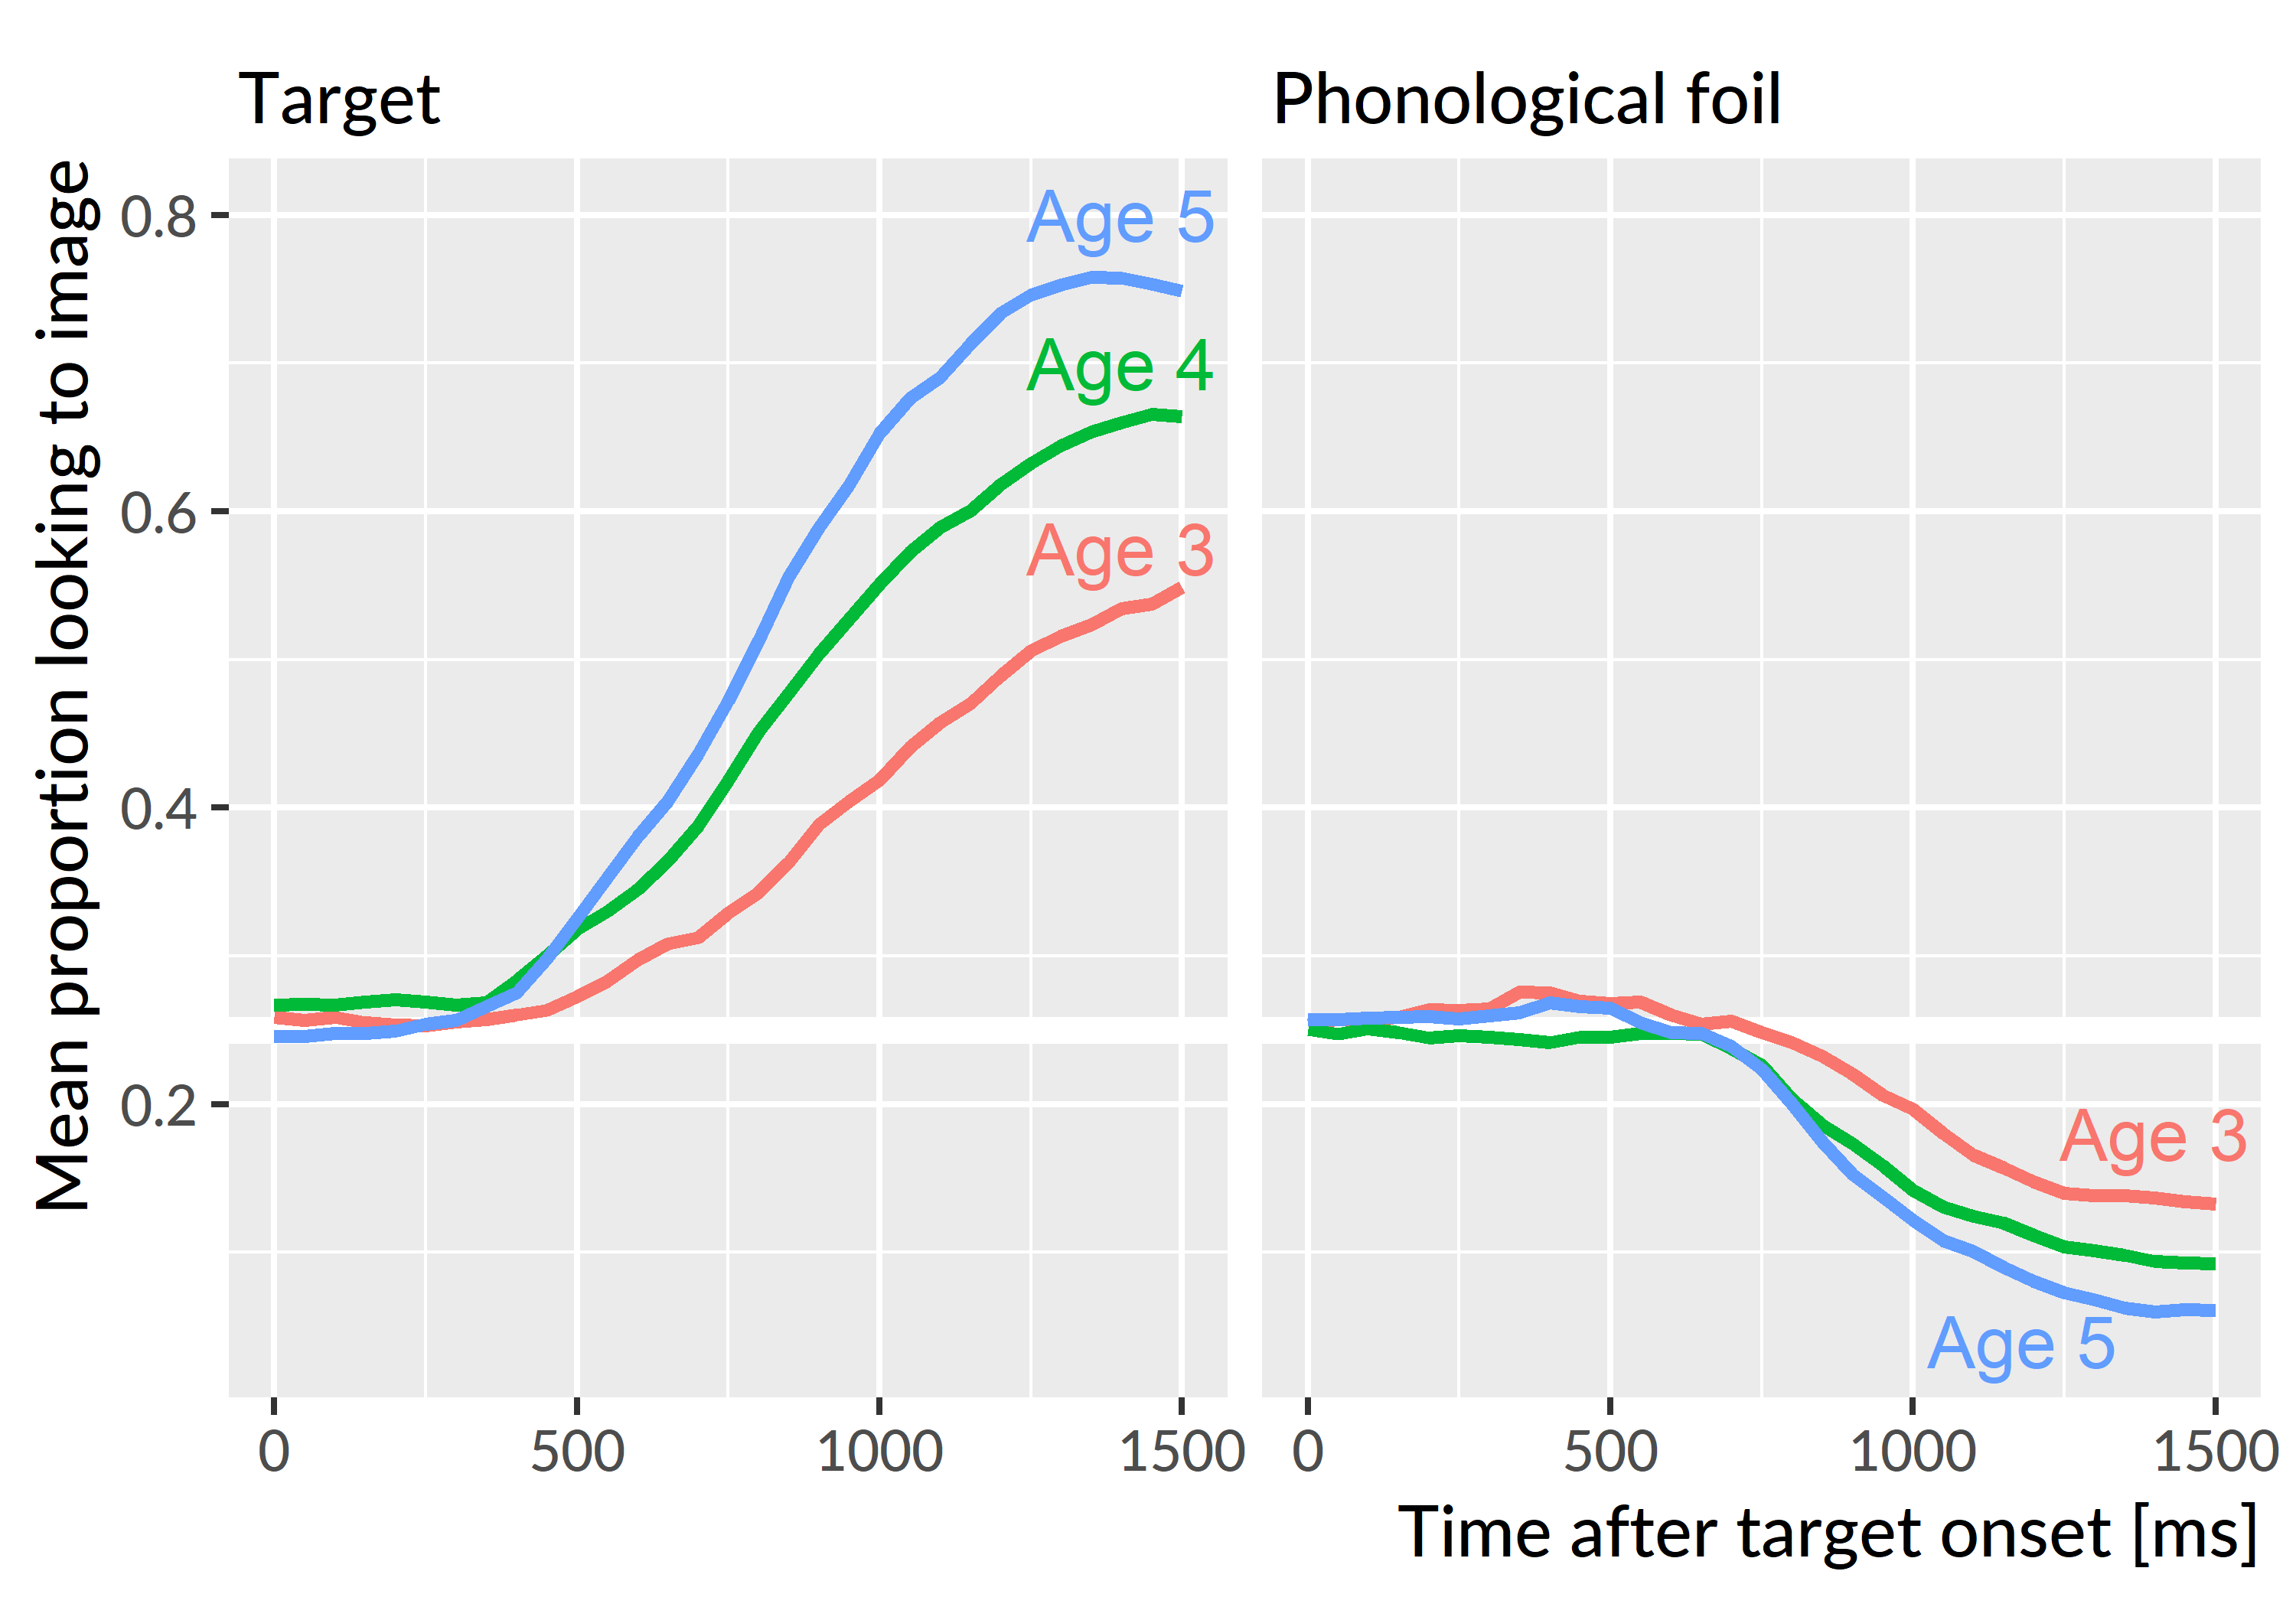 Target
Phonological foil
Mean proportion looking to image
0.8
0.6
0.4
0.2
Age 5
Age 4
Age 3
Age 3
Age 5
0 500 1000 1500
0 500 1000 1500
Time after target onset [ms]